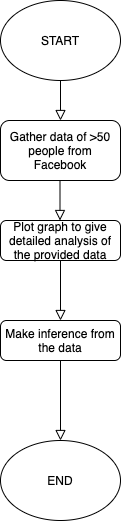 START
Gather data of >50
people from
Facebook
Plot graph to give
detailed analysis of
the provided data
Make inference from
the data
END